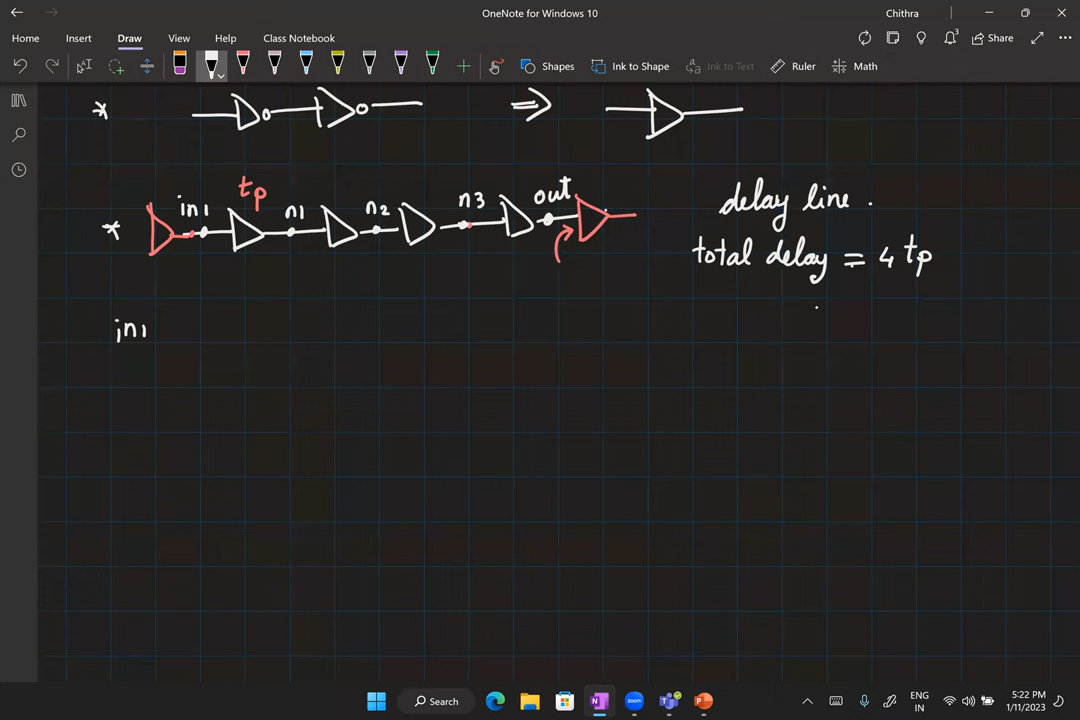 OneNote for Windows 10
Chithra
Home Insert Draw View Help Class Notebook
3
Share
Shapes Ink to Shape Ink to Text Ruler Math
* =>
in1 tp n1 n2 n3 out
delay line .
*
total delay = 4 tp
in1
Search
ENG
IN
5:22 PM
1/11/2023